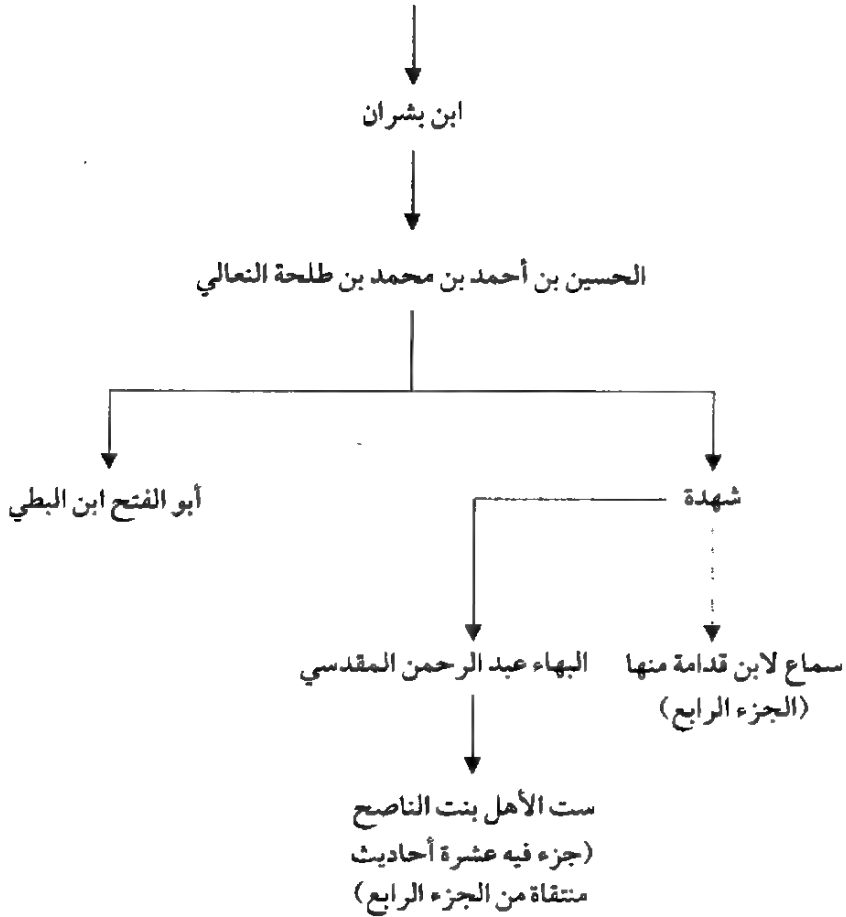 ابن بشران
الحسين بن أحمد بن محمد بن طلحة النعالي
شهدة
أبو الفتح ابن البطي
سماع لابن قدامة منها
(الجزء الرابع)
البهاء عبد الرحمن المقدسي
ست الأهل بنت الناصح
(جزء فيه عشرة أحاديث
منتقاة من الجزء الرابع)